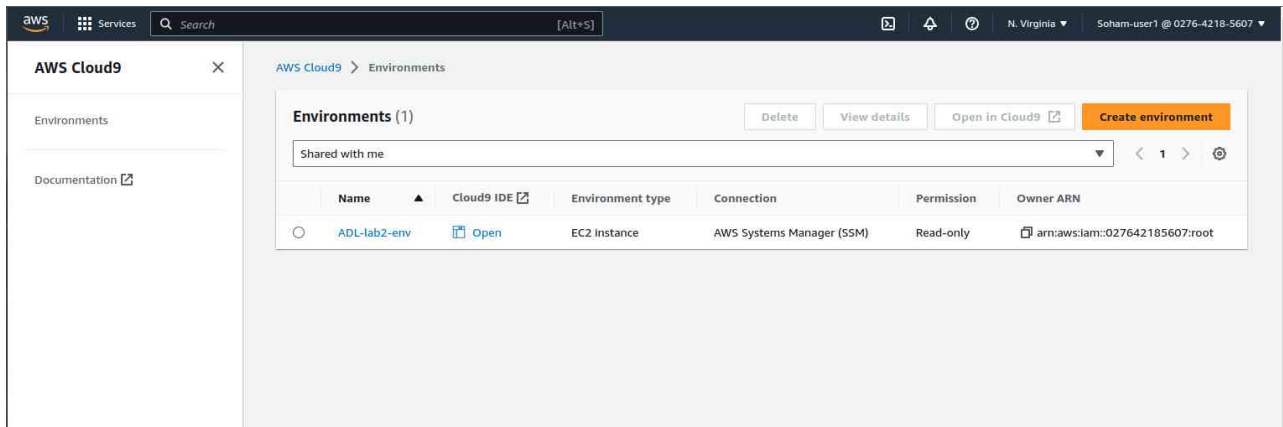 aws Services Search [Alt+S] N. Virginia ▼ Soham-user1 @ 0276-4218-5607 ▼
AWS Cloud9
Environments
Documentation
AWS Cloud9 > Environments
Environments (1) Delete View details Open in Cloud9 Create environment
Shared with me 1
Name Cloud9 IDE Environment type Connection Permission Owner ARN
ADL-lab2-env Open EC2 instance AWS Systems Manager (SSM) Read-only arn:aws:iam::027642185607:root